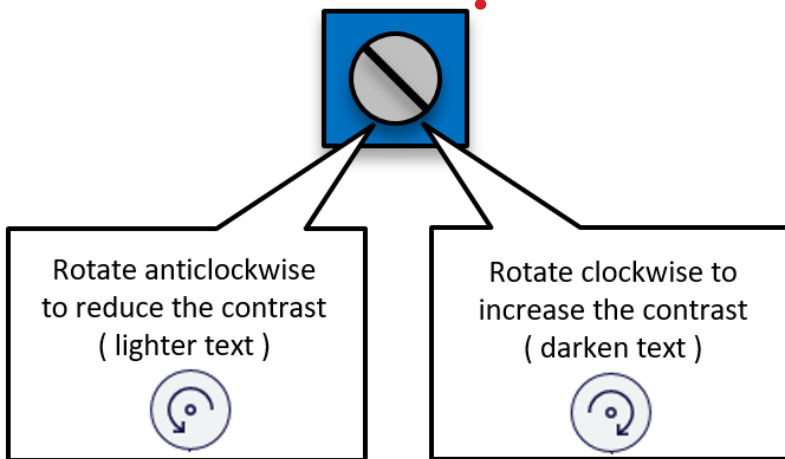 Rotate anticlockwise
to reduce the contrast
( lighter text )
Rotate clockwise to
increase the contrast
( darken text )